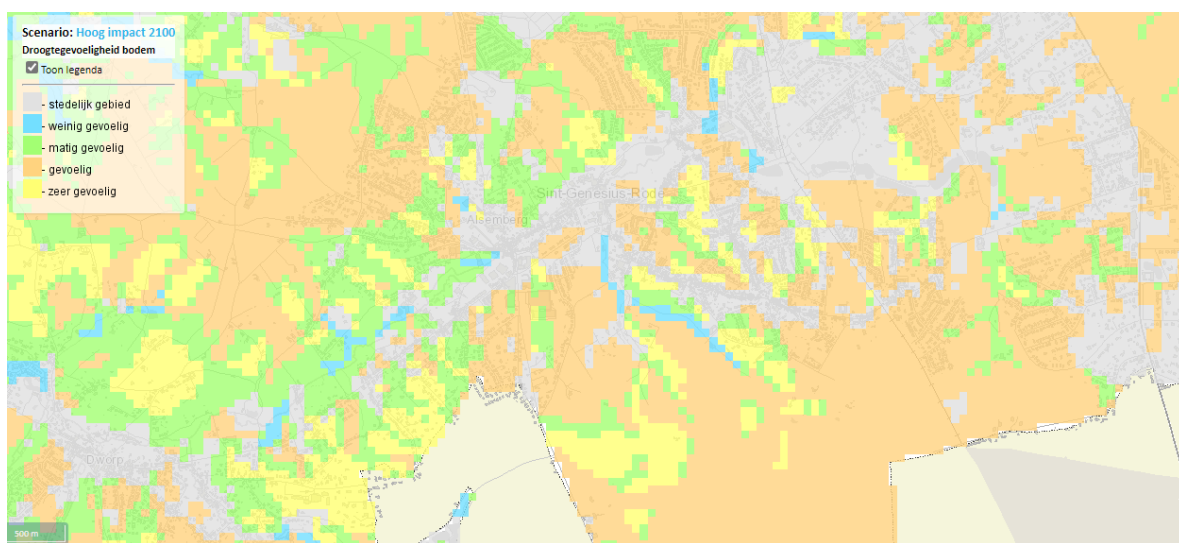 Scenario: Hoog impact 2100
Droogtegevoeligheid bodem
Toon legenda
- stedelijk gebied
- weinig gevoelig
- matig gevoelig
- gevoelig
- zeer gevoelig
Sint-Genesius-Rode
Alsemberg
Dworp
500 m